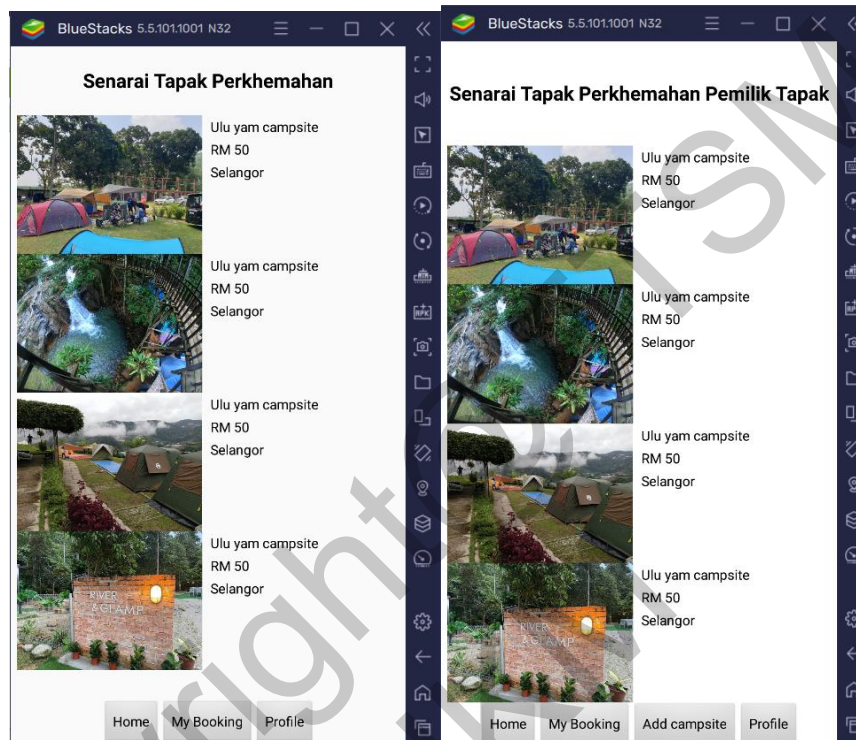 BlueStacks 5.5.101.1001 N32
Senarai Tapak Perkhemahan
Ulu yam campsite
RM 50
Selangor
Ulu yam campsite
RM 50
Selangor
Ulu yam campsite
RM 50
Selangor
RIVER
&GLAMP
Ulu yam campsite
RM 50
Selangor
Home My Booking Profile
BlueStacks 5.5.101.1001 N32
Senarai Tapak Perkhemahan Pemilik Tapak
Ulu yam campsite
RM 50
Selangor
Ulu yam campsite
RM 50
Selangor
Ulu yam campsite
RM 50
Selangor
RIVER
&GLAMP
Ulu yam campsite
RM 50
Selangor
Home My Booking Add campsite Profile